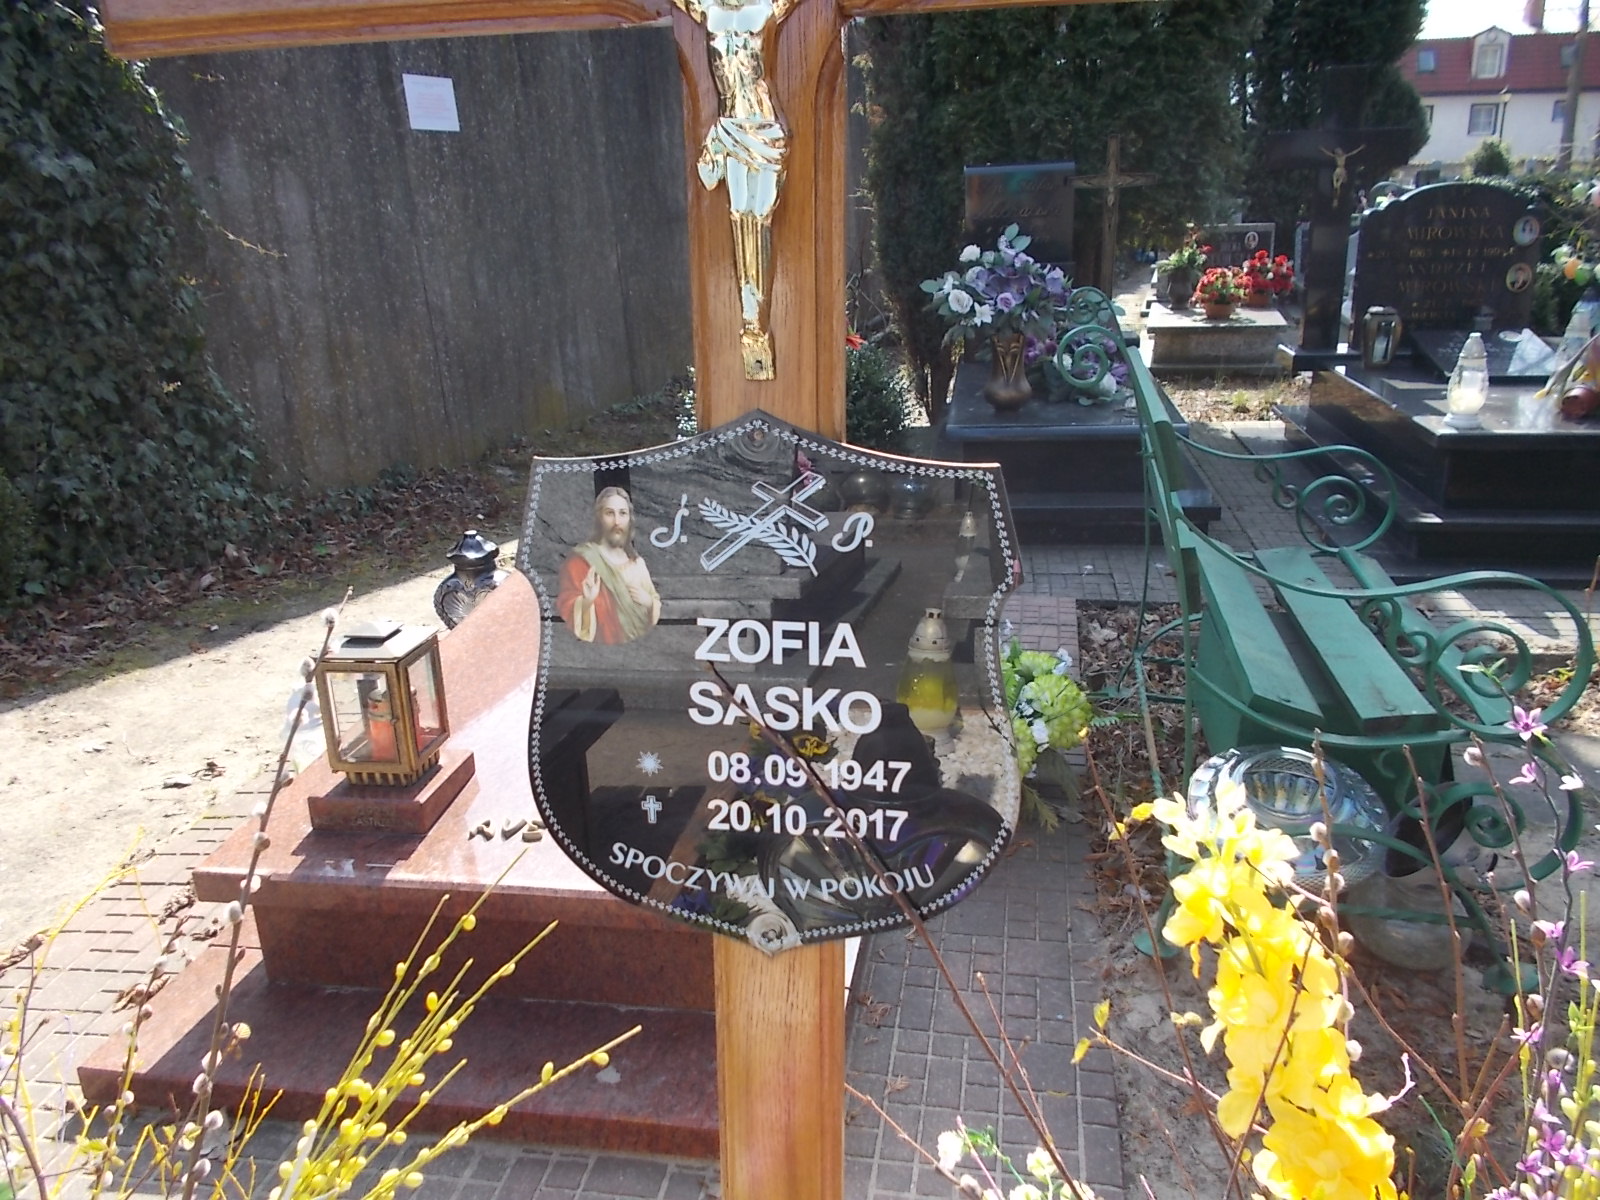 Ś. P.
ZOFIA
SASKO
08.09.1947
20.10.2017
SPOCZYWAJ W POKOJU
JANINA
MIROWSKA
ANDRZEJ
MIROWSKI